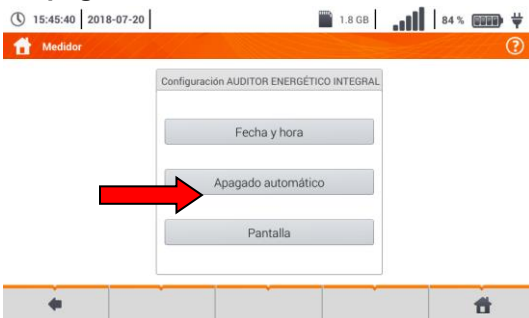 15:45:40 2018-07-20 1.8 GB 84 %
Medidor ?
Configuración AUDITOR ENERGÉTICO INTEGRAL
Fecha y hora
Apagado automático
Pantalla